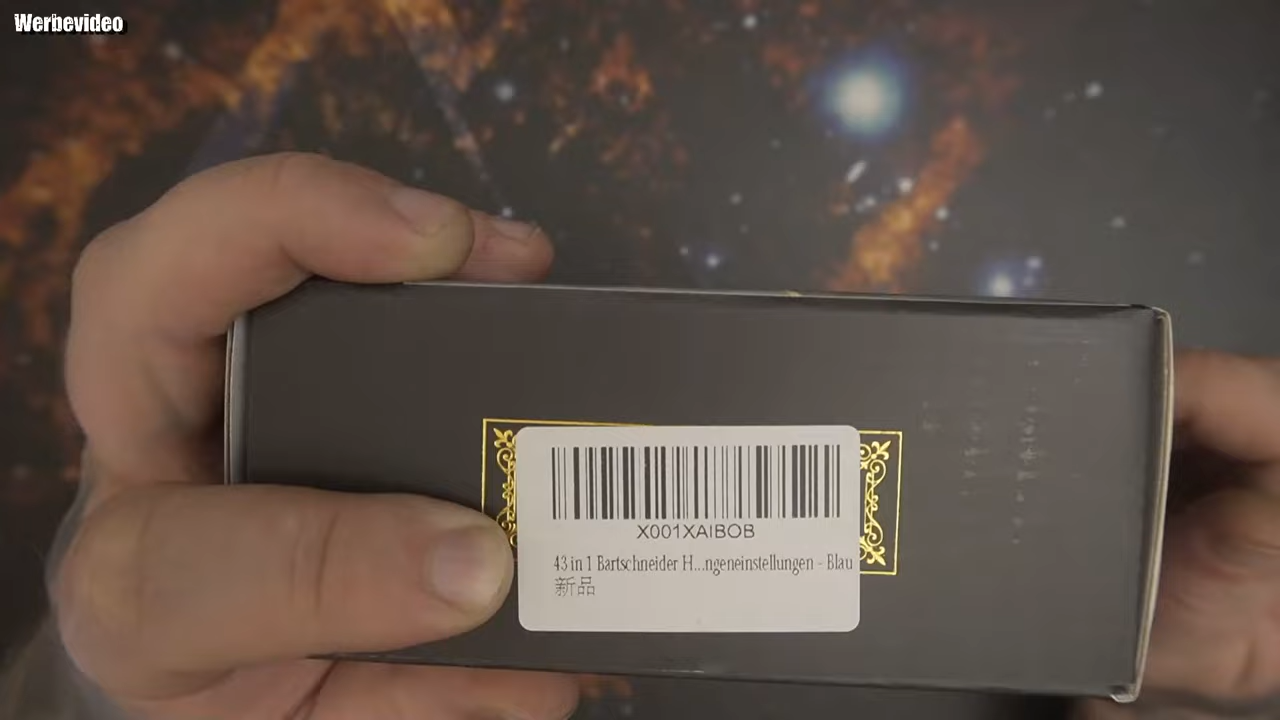 Werbevideo
X001XAIBOB
43 in 1 Bartschneider H...ngeneinstellungen - Blau
新品